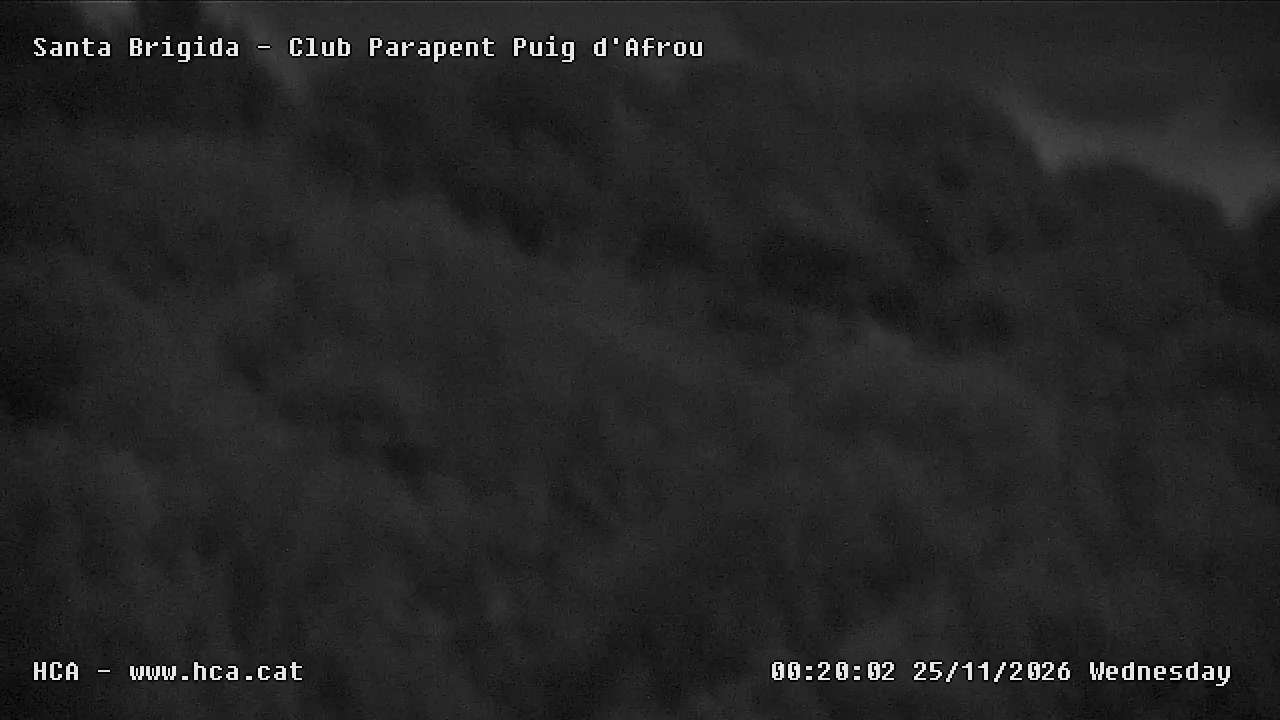 Santa Brigida - Club Parapent Puig d'Afrou
HCA - www.hca.cat
00:20:02 25/11/2026 Wednesday